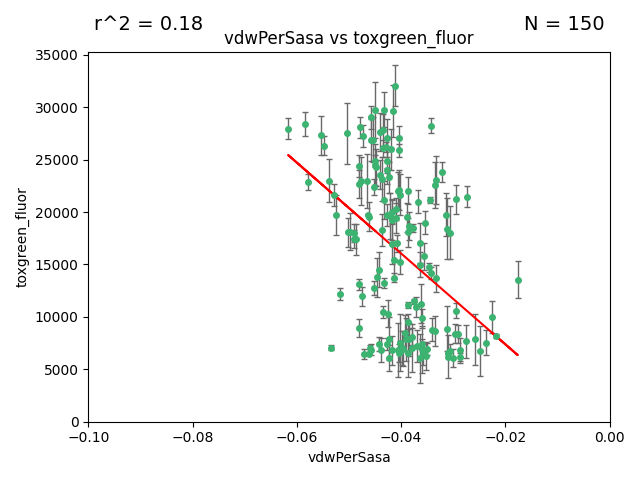 r^2 = 0.18
N = 150
vdwPerSasa vs toxgreen_fluor
35000
30000
25000
20000
15000
10000
5000
0
toxgreen_fluor
−0.10
−0.08
−0.06
−0.04
−0.02
0.00
vdwPerSasa